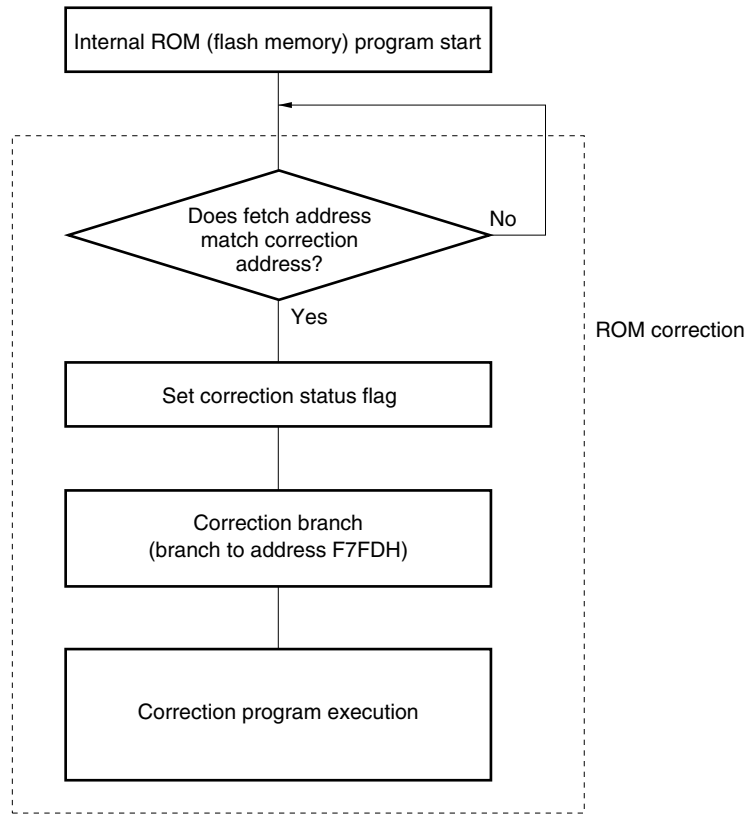 Internal ROM (flash memory) program start
Does fetch address
match correction
address?
No
Yes
ROM correction
Set correction status flag
Correction branch
(branch to address F7FDH)
Correction program execution